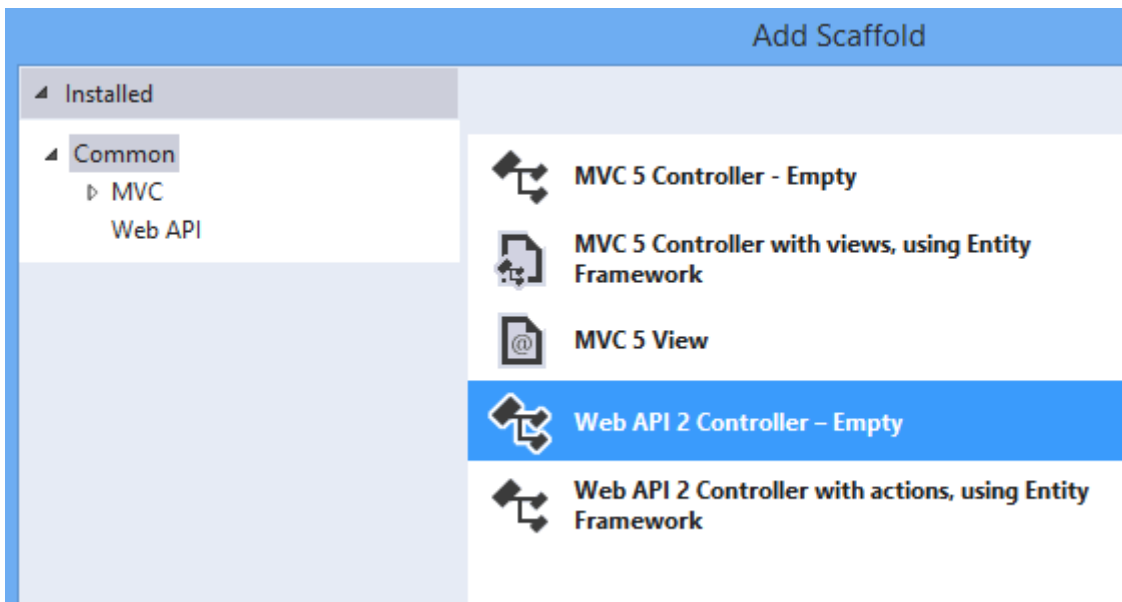 Add Scaffold
Installed
Common
MVC
Web API
MVC 5 Controller - Empty
MVC 5 Controller with views, using Entity
Framework
@
MVC 5 View
Web API 2 Controller – Empty
Web API 2 Controller with actions, using Entity
Framework